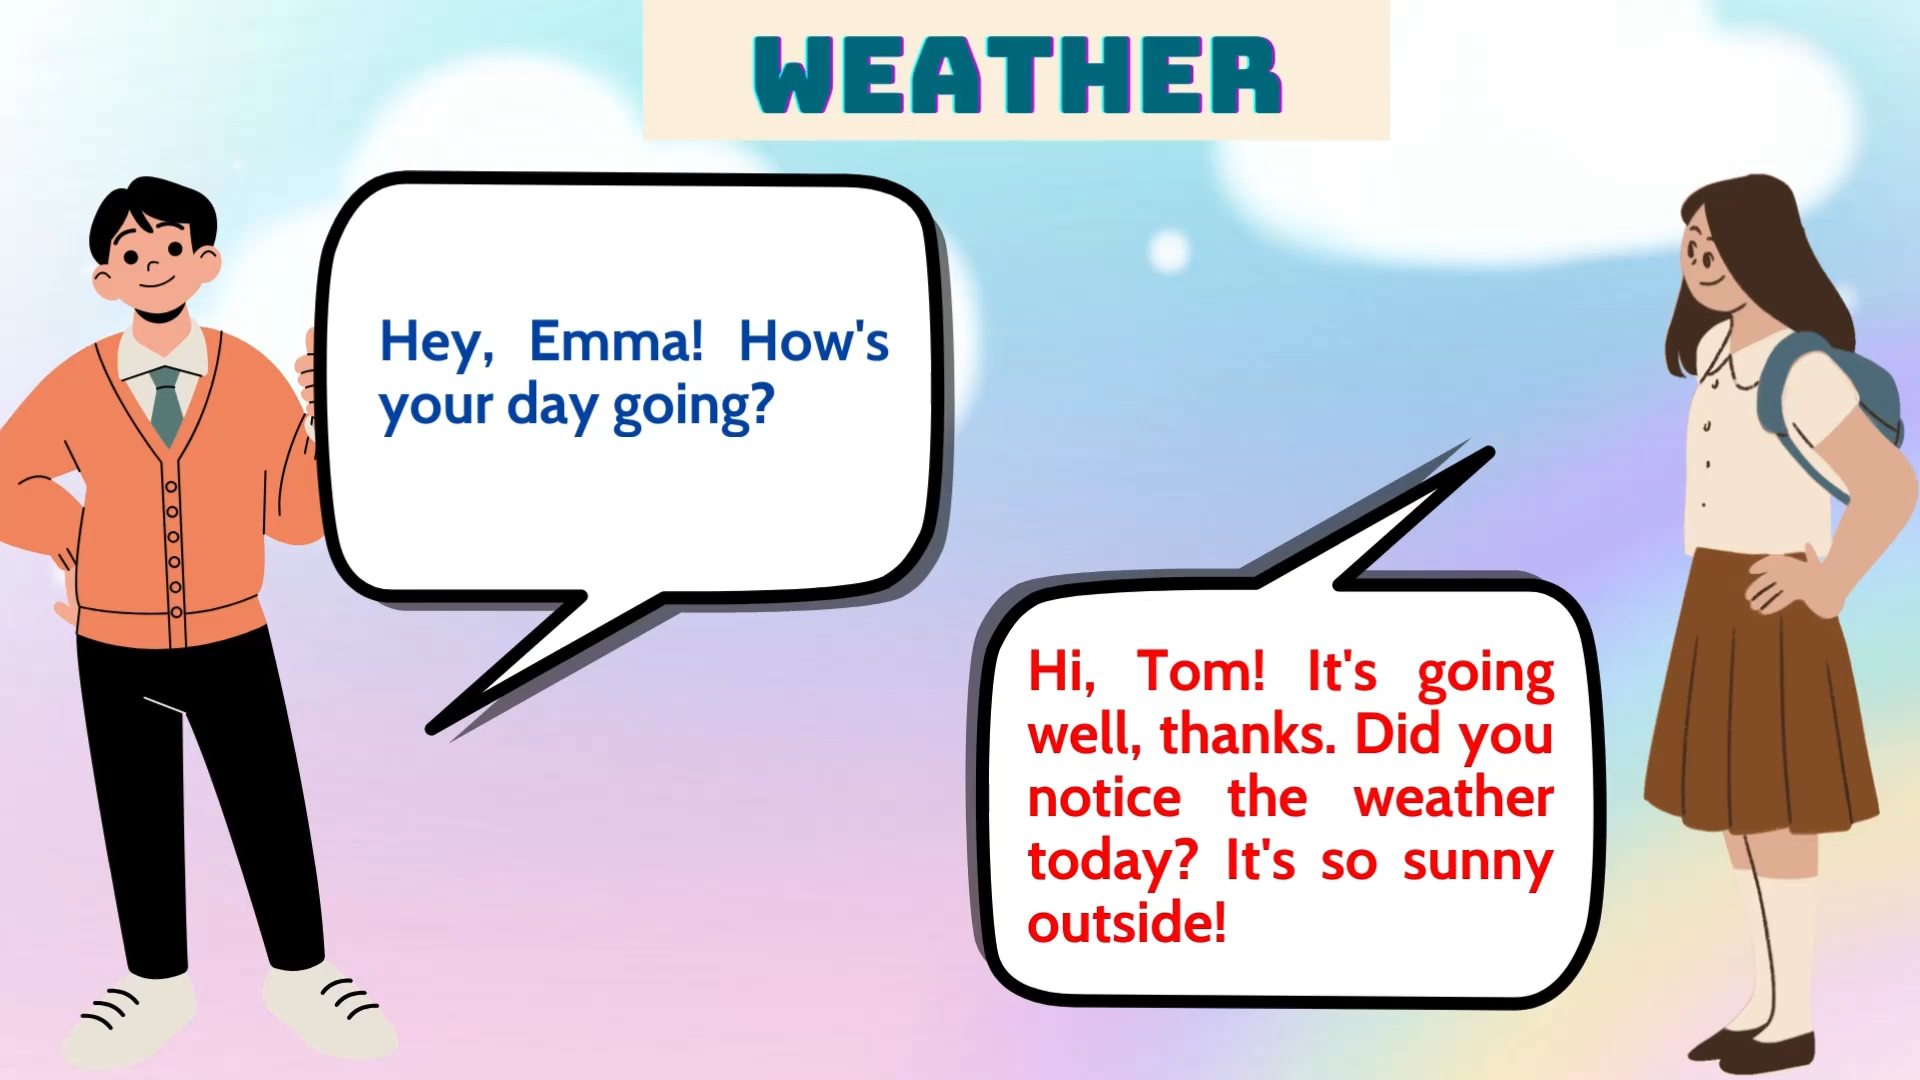 WEATHER
Hey, Emma! How's
your day going?
Hi, Tom! It's going
well, thanks. Did you
notice the weather
today? It's so sunny
outside!